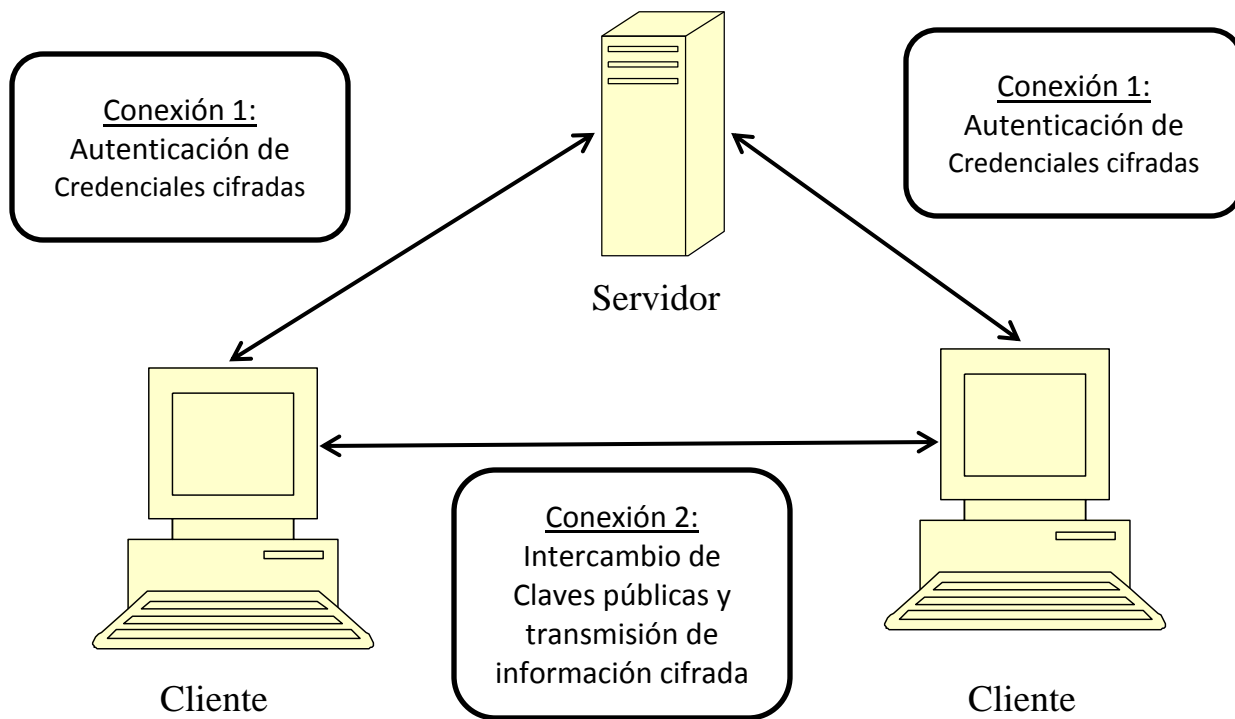 Conexión 1:
Autenticación de
Credenciales cifradas
Conexión 1:
Autenticación de
Credenciales cifradas
Servidor
Conexión 2:
Intercambio de
Claves públicas y
transmisión de
información cifrada
Cliente
Cliente